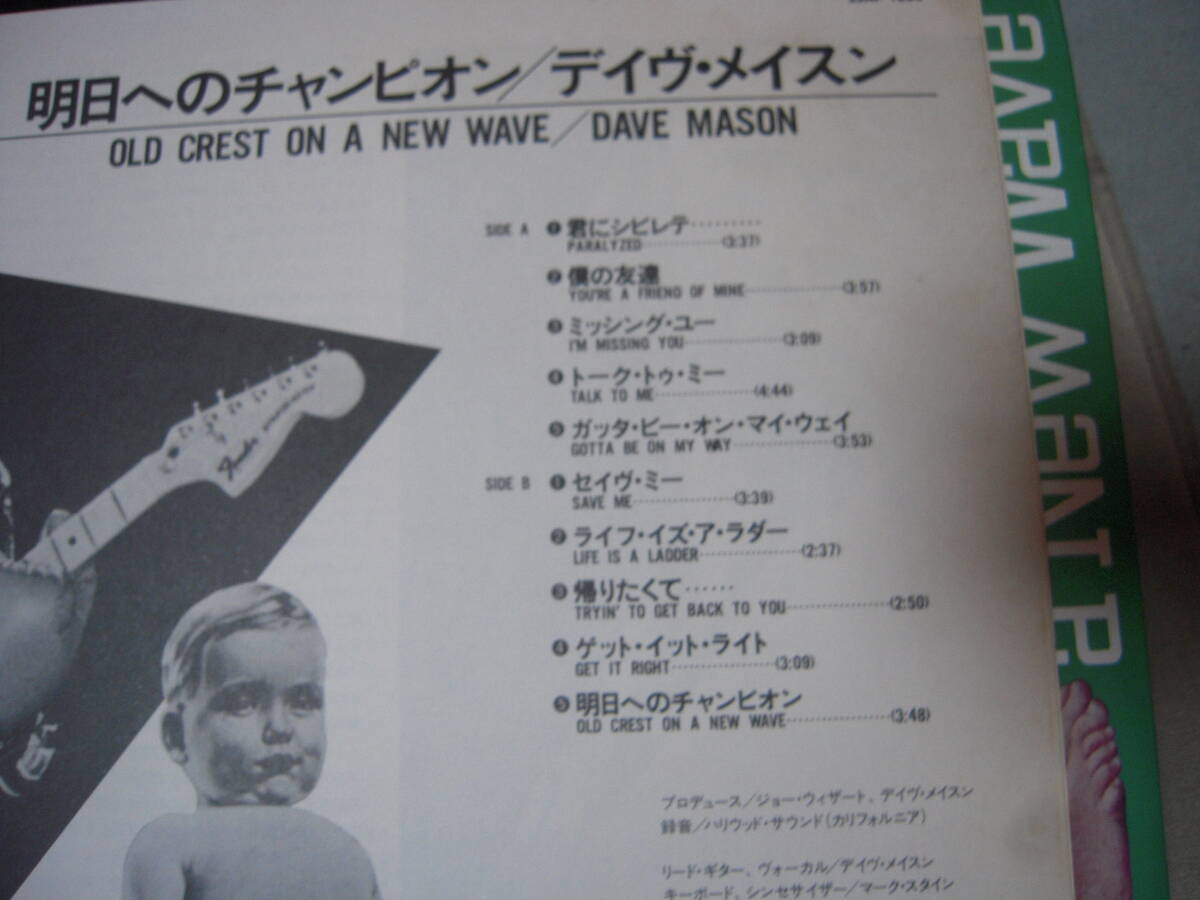 明日へのチャンピオン/デイヴ・メイスン
OLD CREST ON A NEW WAVE/DAVE MASON
SIDE A ❶ 君にシビレテ………
PARALYZED…………(3:37)
❷ 僕の友達
YOU'RE A FRIEND OF MINE…………(3:57)
❸ ミッシング・ユー
I'M MISSING YOU…………(3:09)
❹ トーク・トゥ・ミー
TALK TO ME…………(4:44)
❺ ガッタ・ビー・オン・マイ・ウェイ
GOTTA BE ON MY WAY…………(3:53)
SIDE B ❶ セイヴ・ミー
SAVE ME…………(3:39)
❷ ライフ・イズ・ア・ラダー
LIFE IS A LADDER…………(2:37)
❸ 帰りたくて……
TRYIN' TO GET BACK TO YOU…………(2:50)
❹ ゲット・イット・ライト
GET IT RIGHT…………(3:09)
❺ 明日へのチャンピオン
OLD CREST ON A NEW WAVE…………(3:48)
プロデュース/ジョー・ウィザート、デイヴ・メイスン
録音/ハリウッド・サウンド(カリフォルニア)
リード・ギター、ヴォーカル/デイヴ・メイスン
キーボード、シンセサイザー/マーク・スタイン
Fender
PAPA WANT P